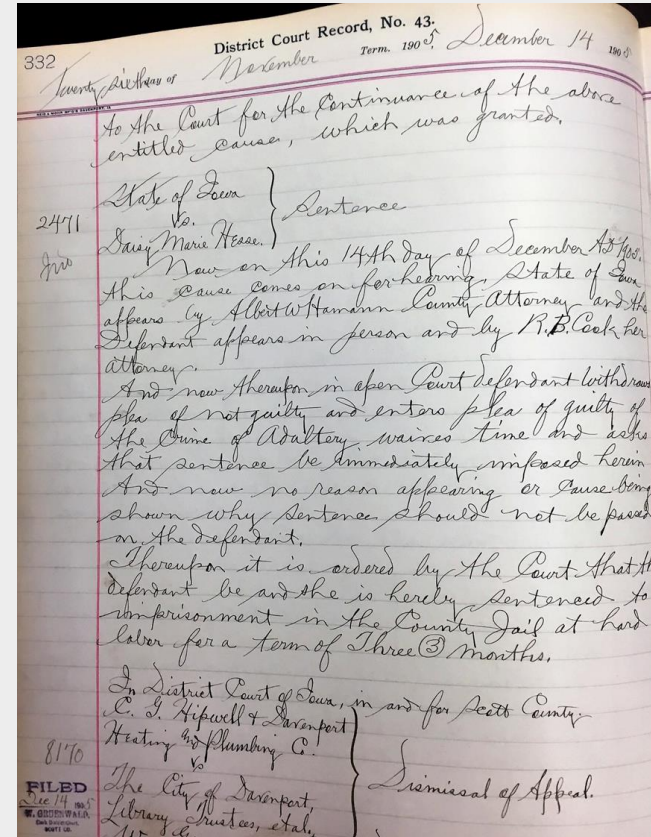 332
District Court Record, No. 43.
Twenty sixth day of November Term. 1905. December 14 1905
to the Court for the Continuance of the above
entitled cause, which was granted.
State of Iowa
2471 vs. Sentence
Daisy Marie Hesse.
Now on this 14th day of December A.D. 1905.
this cause comes on for hearing, State of Iowa
appears by Albert W Hamann County Attorney and the
Defendant appears in person and by R.B. Cook her
attorney.
And now thereupon in open Court defendant withdraws
plea of not guilty and enters plea of guilty of
the Crime of Adaltery, waives time and asks
that sentence be immediately imposed herein
And now no reason appearing or cause being
shown why sentence should not be passed
on the defendant.
Thereupon it is ordered by the Court that th
defendant be and she is hereby sentenced to
imprisonment in the County Jail at hard
labor for a term of Three ③ Months.
In District Court of Iowa, in and for Scott County.
C. G. Hipwell & Davenport
Heating and Plumbing C.
8170 vs Dismissal of Appeal.
FILED
Dec 14 1905
W. GRUENWALD
SCOTT CO.
The City of Davenport,
Library Trustees, et al.